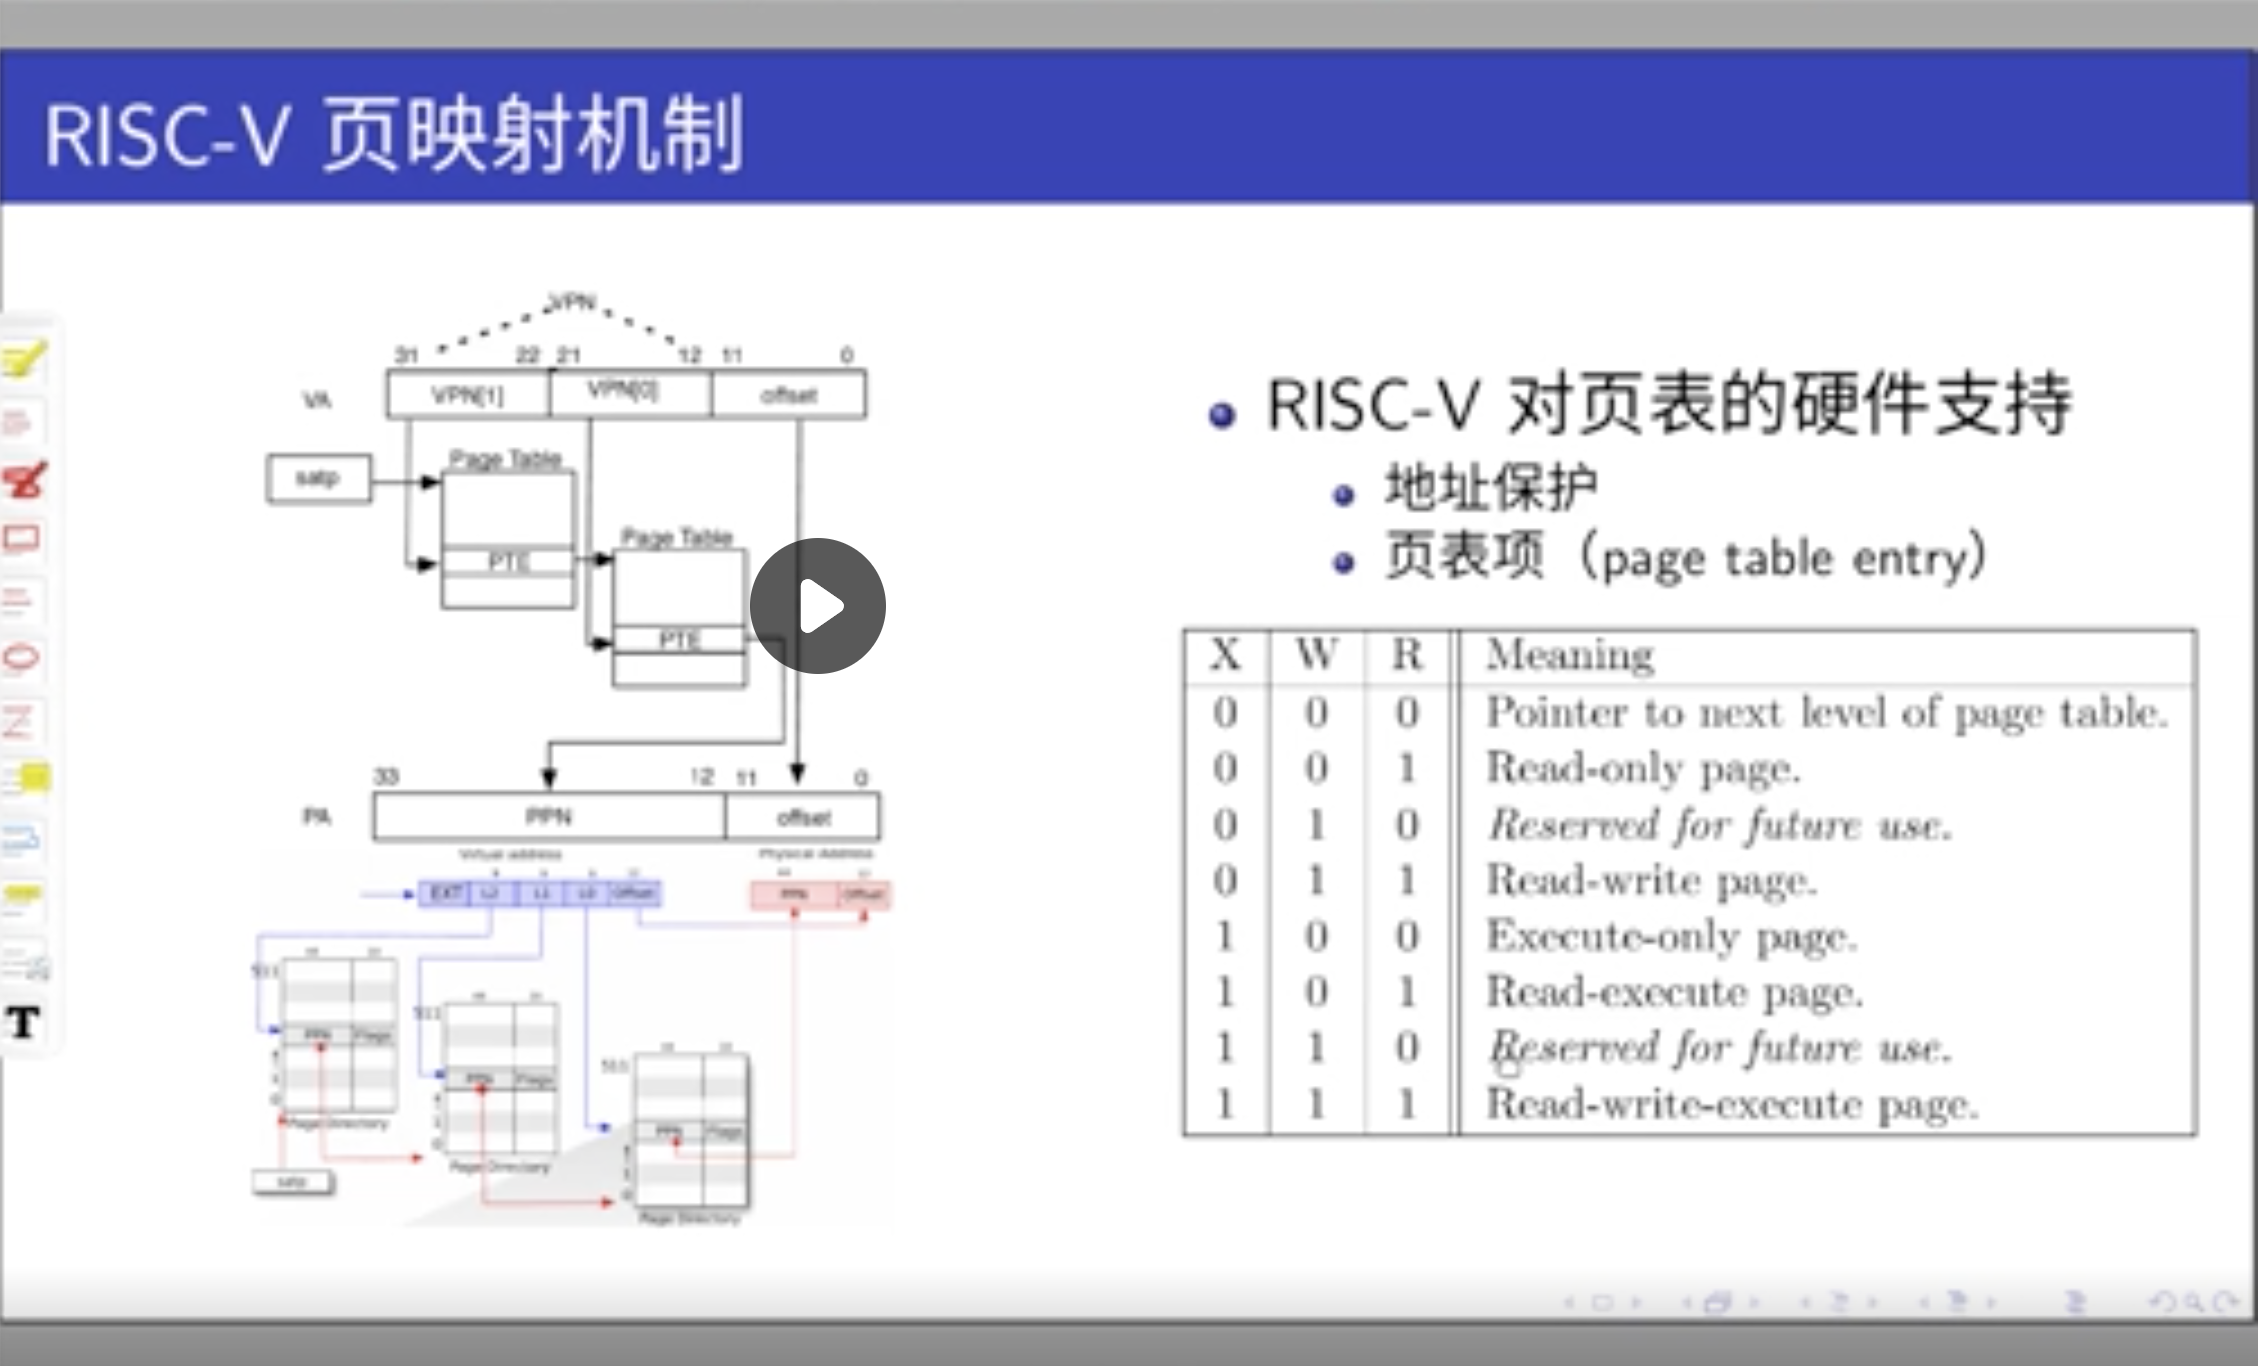 RISC-V 页映射机制
VPN
31 22 21 12 11 0
VA VPN[1] VPN[0] offset
satp
Page Table
PTE
Page Table
PTE
33 12 11 0
PA PPN offset
Virtual address Physical Address
EXT L2 L1 L0 Offset PPN Offset
511
PPN Flags
Page Directory
511
PPN Flags
Page Directory
511
PPN Flags
Page Directory
satp
RISC-V 对页表的硬件支持
地址保护
页表项（page table entry）
X W R Meaning
0 0 0 Pointer to next level of page table.
0 0 1 Read-only page.
0 1 0 Reserved for future use.
0 1 1 Read-write page.
1 0 0 Execute-only page.
1 0 1 Read-execute page.
1 1 0 Reserved for future use.
1 1 1 Read-write-execute page.
T